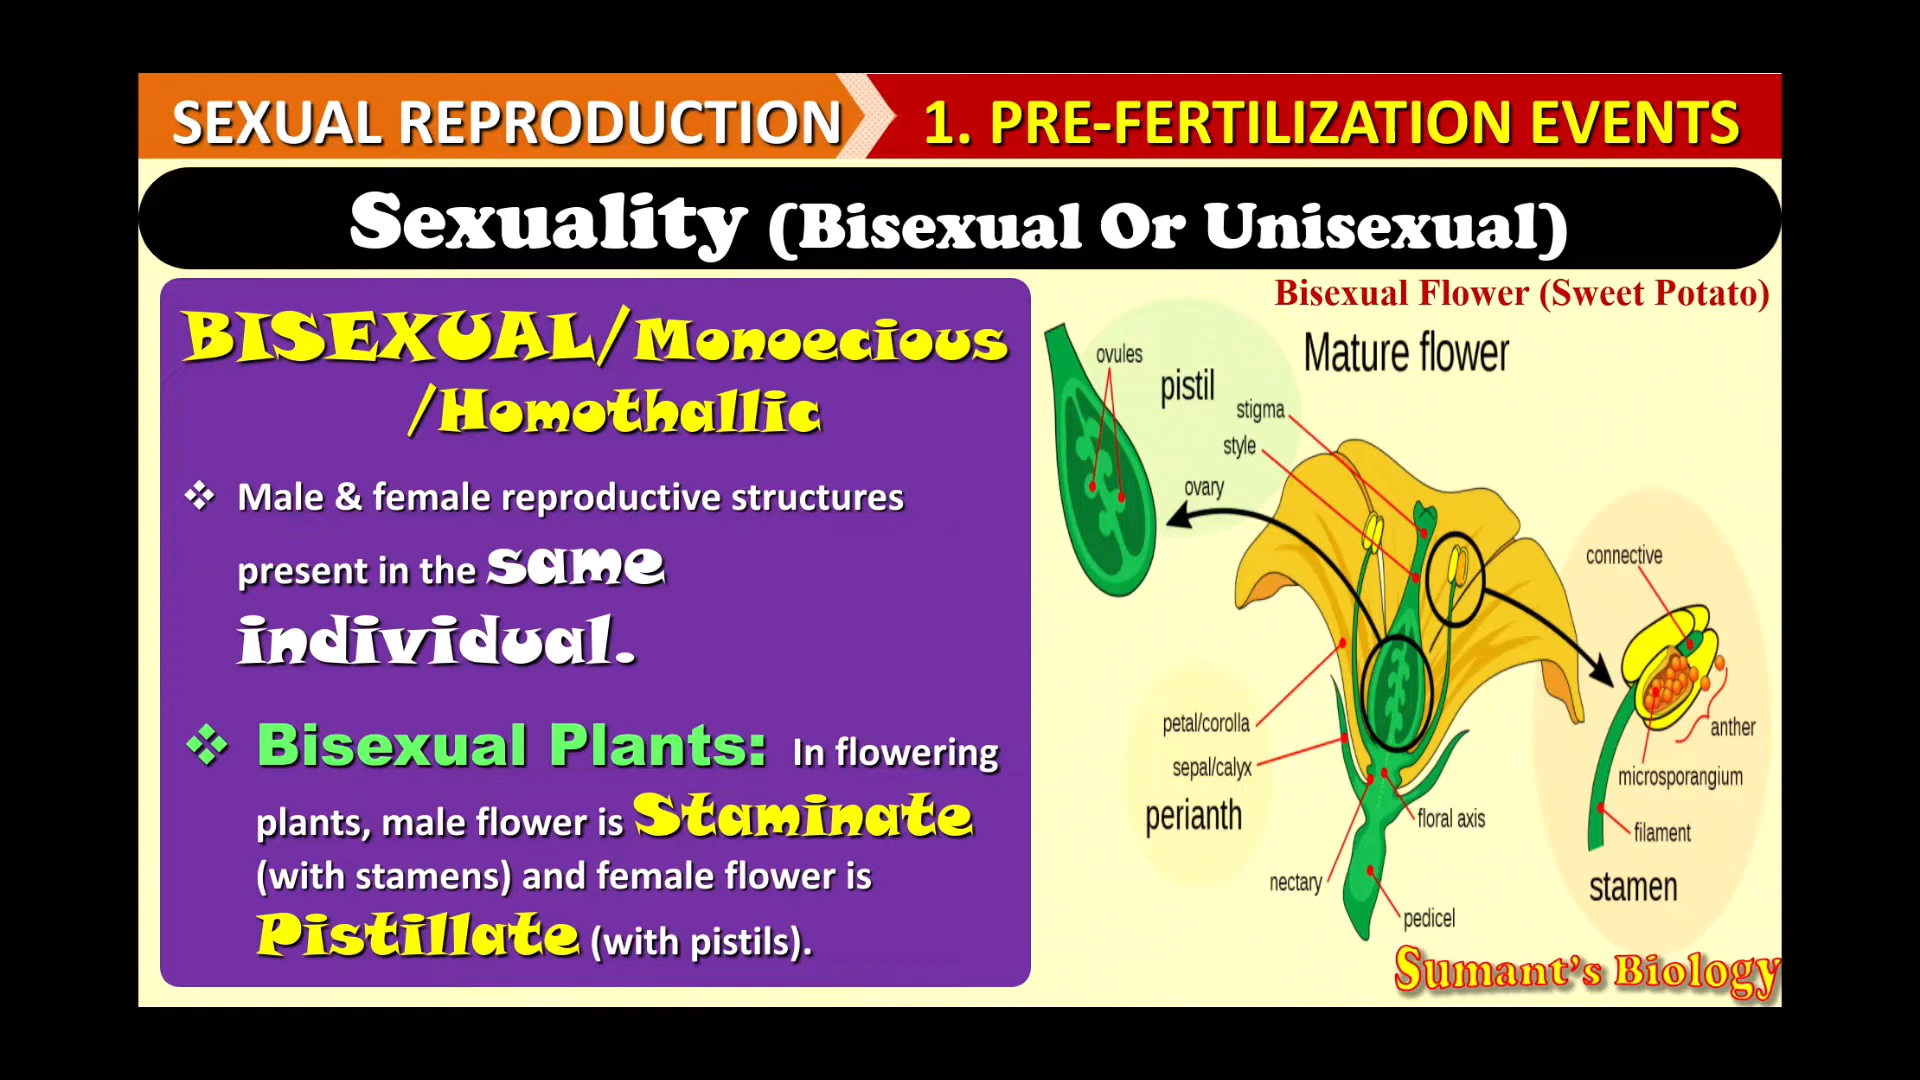 SEXUAL REPRODUCTION
1. PRE-FERTILIZATION EVENTS
Sexuality (Bisexual Or Unisexual)
BISEXUAL/Monoecious
/Homothallic
❖ Male & female reproductive structures
present in the same
individual.
❖ Bisexual Plants: In flowering
plants, male flower is Staminate
(with stamens) and female flower is
Pistillate (with pistils).
Bisexual Flower (Sweet Potato)
Mature flower
ovules
pistil
stigma
style
ovary
connective
petal/corolla
anther
sepal/calyx
microsporangium
perianth
floral axis
filament
nectary
stamen
pedicel
Sumant's Biology